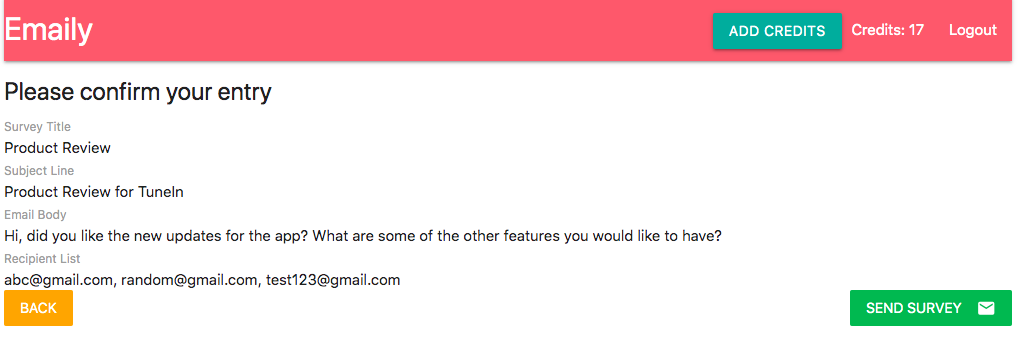 Emaily
ADD CREDITS
Credits: 17
Logout
Please confirm your entry
Survey Title
Product Review
Subject Line
Product Review for TuneIn
Email Body
Hi, did you like the new updates for the app? What are some of the other features you would like to have?
Recipient List
abc@gmail.com, random@gmail.com, test123@gmail.com
BACK
SEND SURVEY